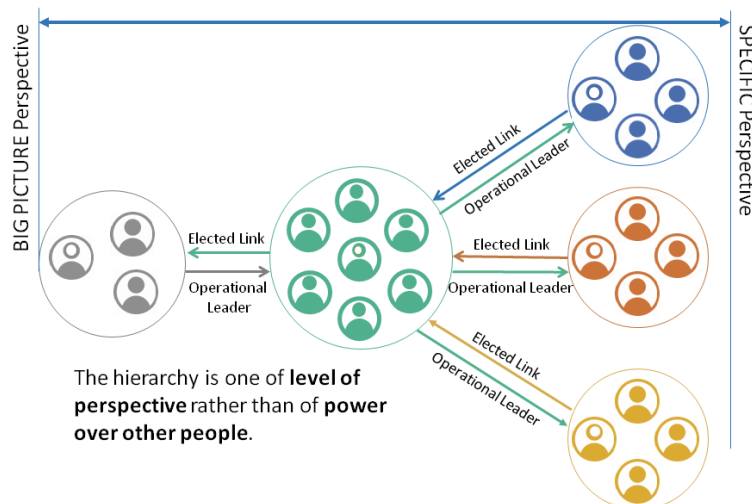 BIG PICTURE Perspective
SPECIFIC Perspective
Elected Link
Operational Leader
Elected Link
Operational
Leader
Elected Link
Operational Leader
Elected Link
Operational Leader
The hierarchy is one of level of
perspective rather than of power
over other people.